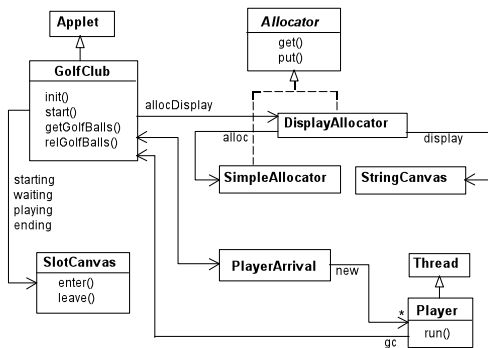 Applet
Allocator
get()
put()
GolfClub
init()
start()
getGolfBalls()
relGolfBalls()
allocDisplay
DisplayAllocator
alloc
display
SimpleAllocator
StringCanvas
starting
waiting
playing
ending
SlotCanvas
enter()
leave()
PlayerArrival
new
Thread
*
Player
run()
gc